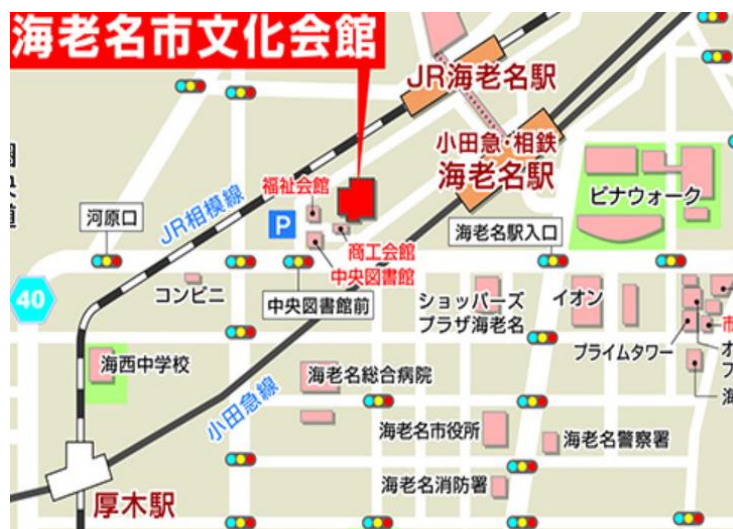 海老名市文化会館
JR海老名駅
小田急・相鉄
海老名駅
ビナウォーク
福祉会館
JR相模線
河原口
P
商工会館
中央図書館
海老名駅入口
40
コンビニ
中央図書館前
ショッパーズ
プラザ海老名
イオン
プライムタワー
海西中学校
海老名総合病院
小田急線
海老名市役所
海老名警察署
海老名消防署
厚木駅